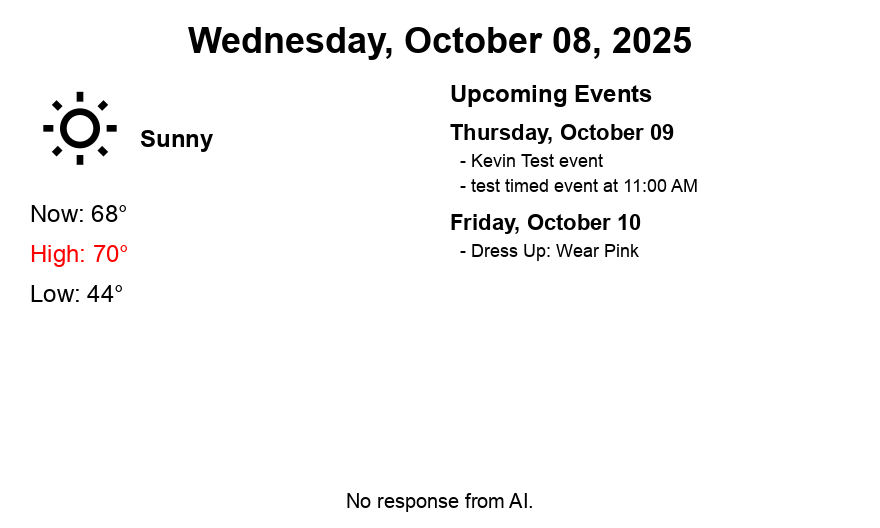 Wednesday, October 08, 2025
Sunny
Now: 68°
High: 70°
Low: 44°
Upcoming Events
Thursday, October 09
- Kevin Test event
- test timed event at 11:00 AM
Friday, October 10
- Dress Up: Wear Pink
No response from AI.